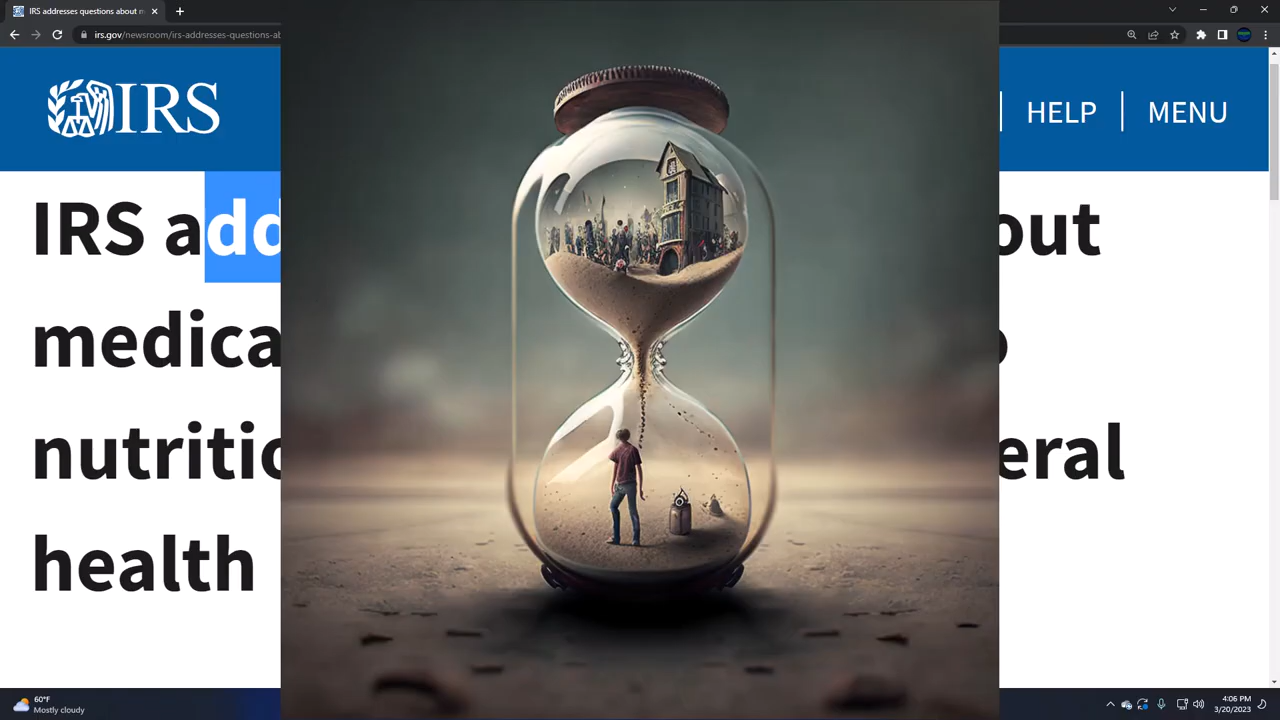 IRS addresses questions about m
irs.gov/newsroom/irs-addresses-questions-ab
IRS
HELP
MENU
IRS add
out
medica
nutritio
eral
health
60°F
Mostly cloudy
4:06 PM
3/20/2023